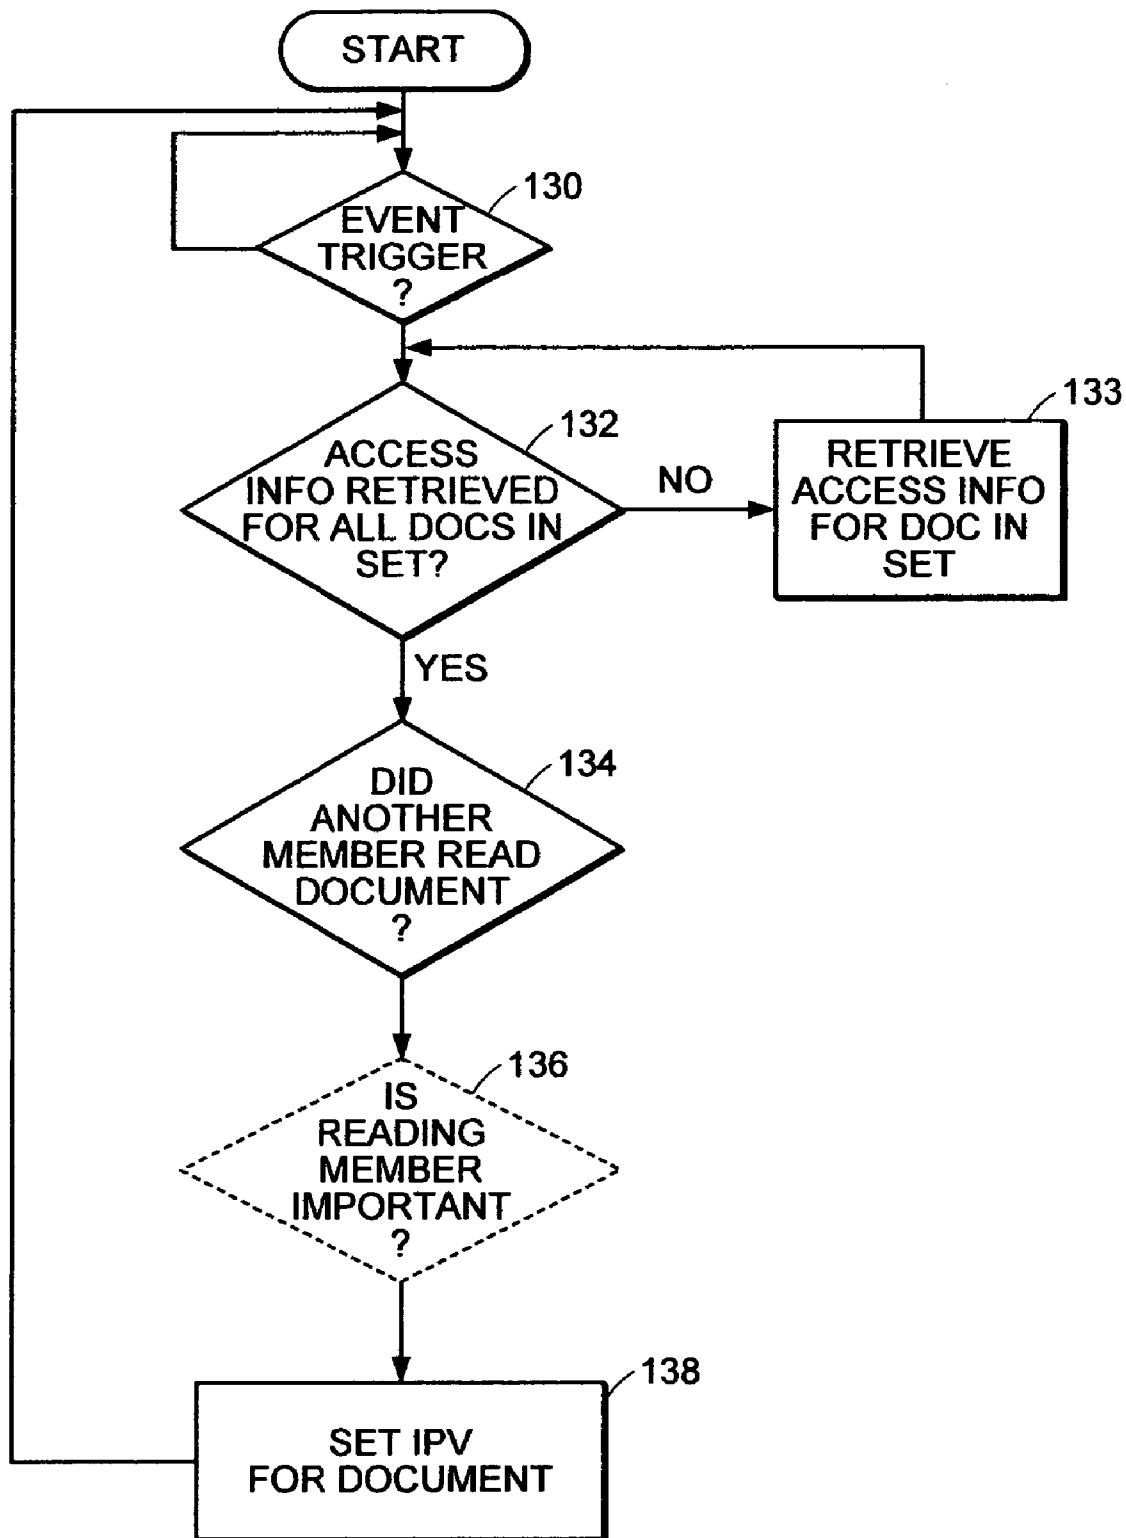 START
130
EVENT
TRIGGER
?
132
ACCESS
INFO RETRIEVED
FOR ALL DOCS IN
SET?
NO
133
RETRIEVE
ACCESS INFO
FOR DOC IN
SET
YES
134
DID
ANOTHER
MEMBER READ
DOCUMENT
?
136
IS
READING
MEMBER
IMPORTANT
?
138
SET IPV
FOR DOCUMENT